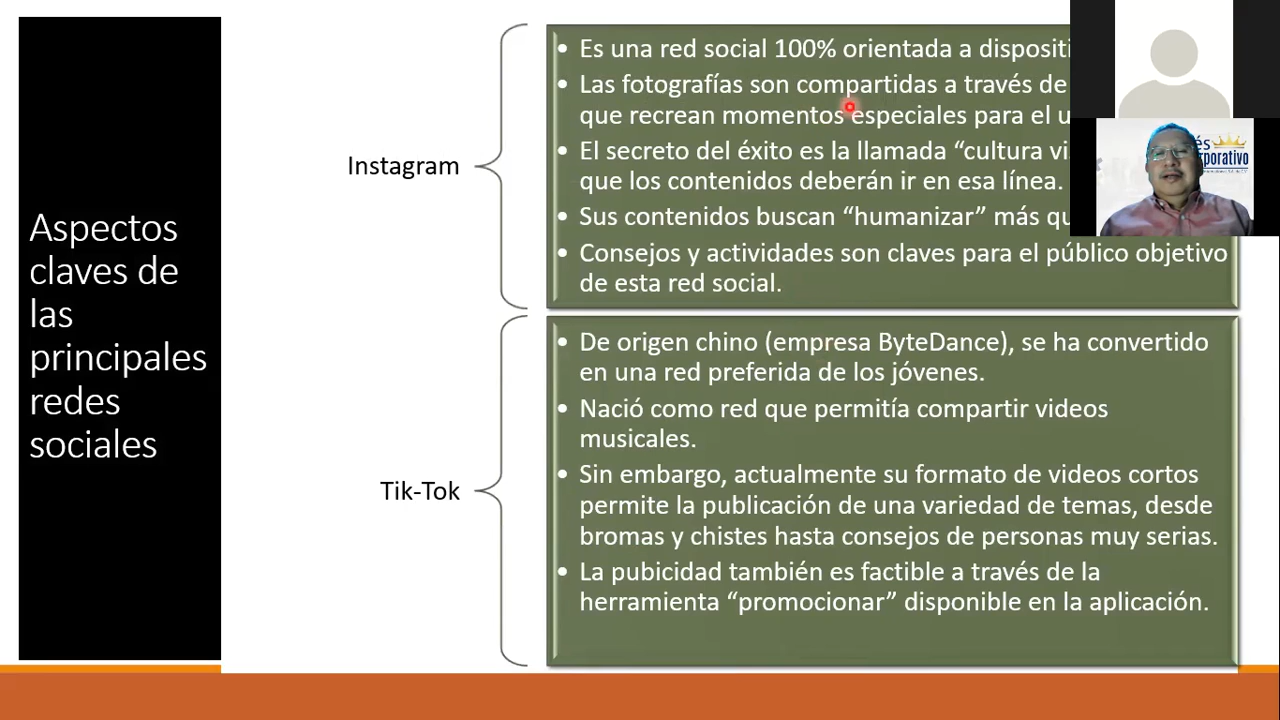 Aspectos
claves de
las
principales
redes
sociales
Instagram
• Es una red social 100% orientada a
• Las fotografías son compartidas a través de
que recrean momentos especiales para el
• El secreto del éxito es la llamada “cultura
que los contenidos deberán ir en esa línea.
• Sus contenidos buscan “humanizar” más
• Consejos y actividades son claves para el público objetivo
de esta red social.
Tik-Tok
• De origen chino (empresa ByteDance), se ha convertido
en una red preferida de los jóvenes.
• Nació como red que permitía compartir videos
musicales.
• Sin embargo, actualmente su formato de videos cortos
permite la publicación de una variedad de temas, desde
bromas y chistes hasta consejos de personas muy serias.
• La pubicidad también es factible a través de la
herramienta “promocionar” disponible en la aplicación.